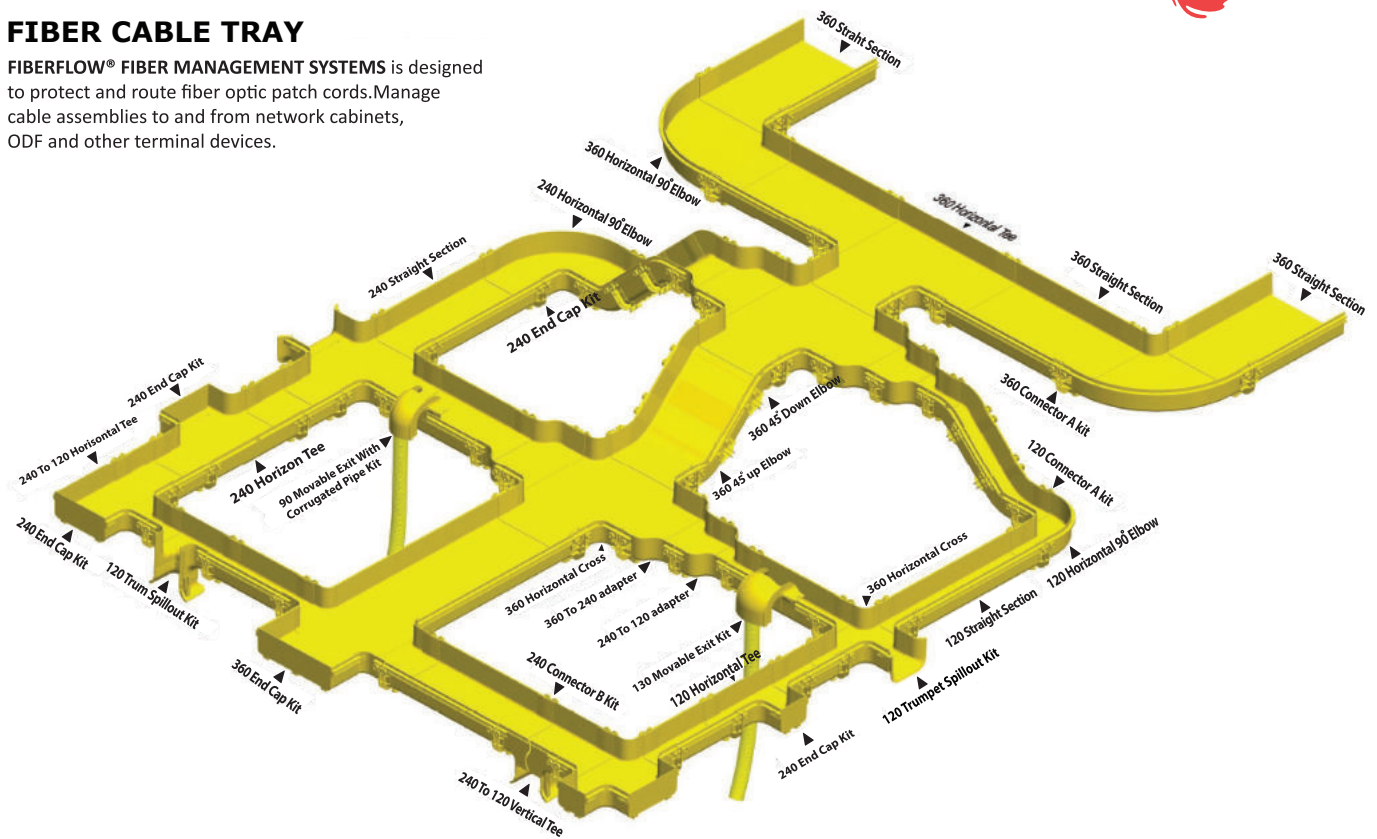 FIBER CABLE TRAY
FIBERFLOW® FIBER MANAGEMENT SYSTEMS is designed
to protect and route fiber optic patch cords.Manage
cable assemblies to and from network cabinets,
ODF and other terminal devices.
360 Straht Section
360 Horizontal 90°Elbow
240 Horizontal 90°Elbow
360 Horizontal Tee
240 Straight Section
360 Straight Section
360 Straight Section
240 End Cap Kit
240 End Cap Kit
360 45°Down Elbow
360 Connector A kit
240 To 120 Horisontal Tee
240 Horizon Tee
90 Movable Exit With
Corrugated Pipe Kit
360 45°up Elbow
120 Connector A kit
240 End Cap Kit
120 Trum Spillout Kit
360 Horizontal Cross
360 To 240 adapter
240 To 120 adapter
360 Horizontal Cross
120 Horizontal 90°Elbow
120 Straight Section
130 Movable Exit Kit
120 Horizontal Tee
240 Connector B Kit
360 End Cap Kit
120 Trumpet Spillout Kit
240 End Cap Kit
240 To 120 Vertical Tee